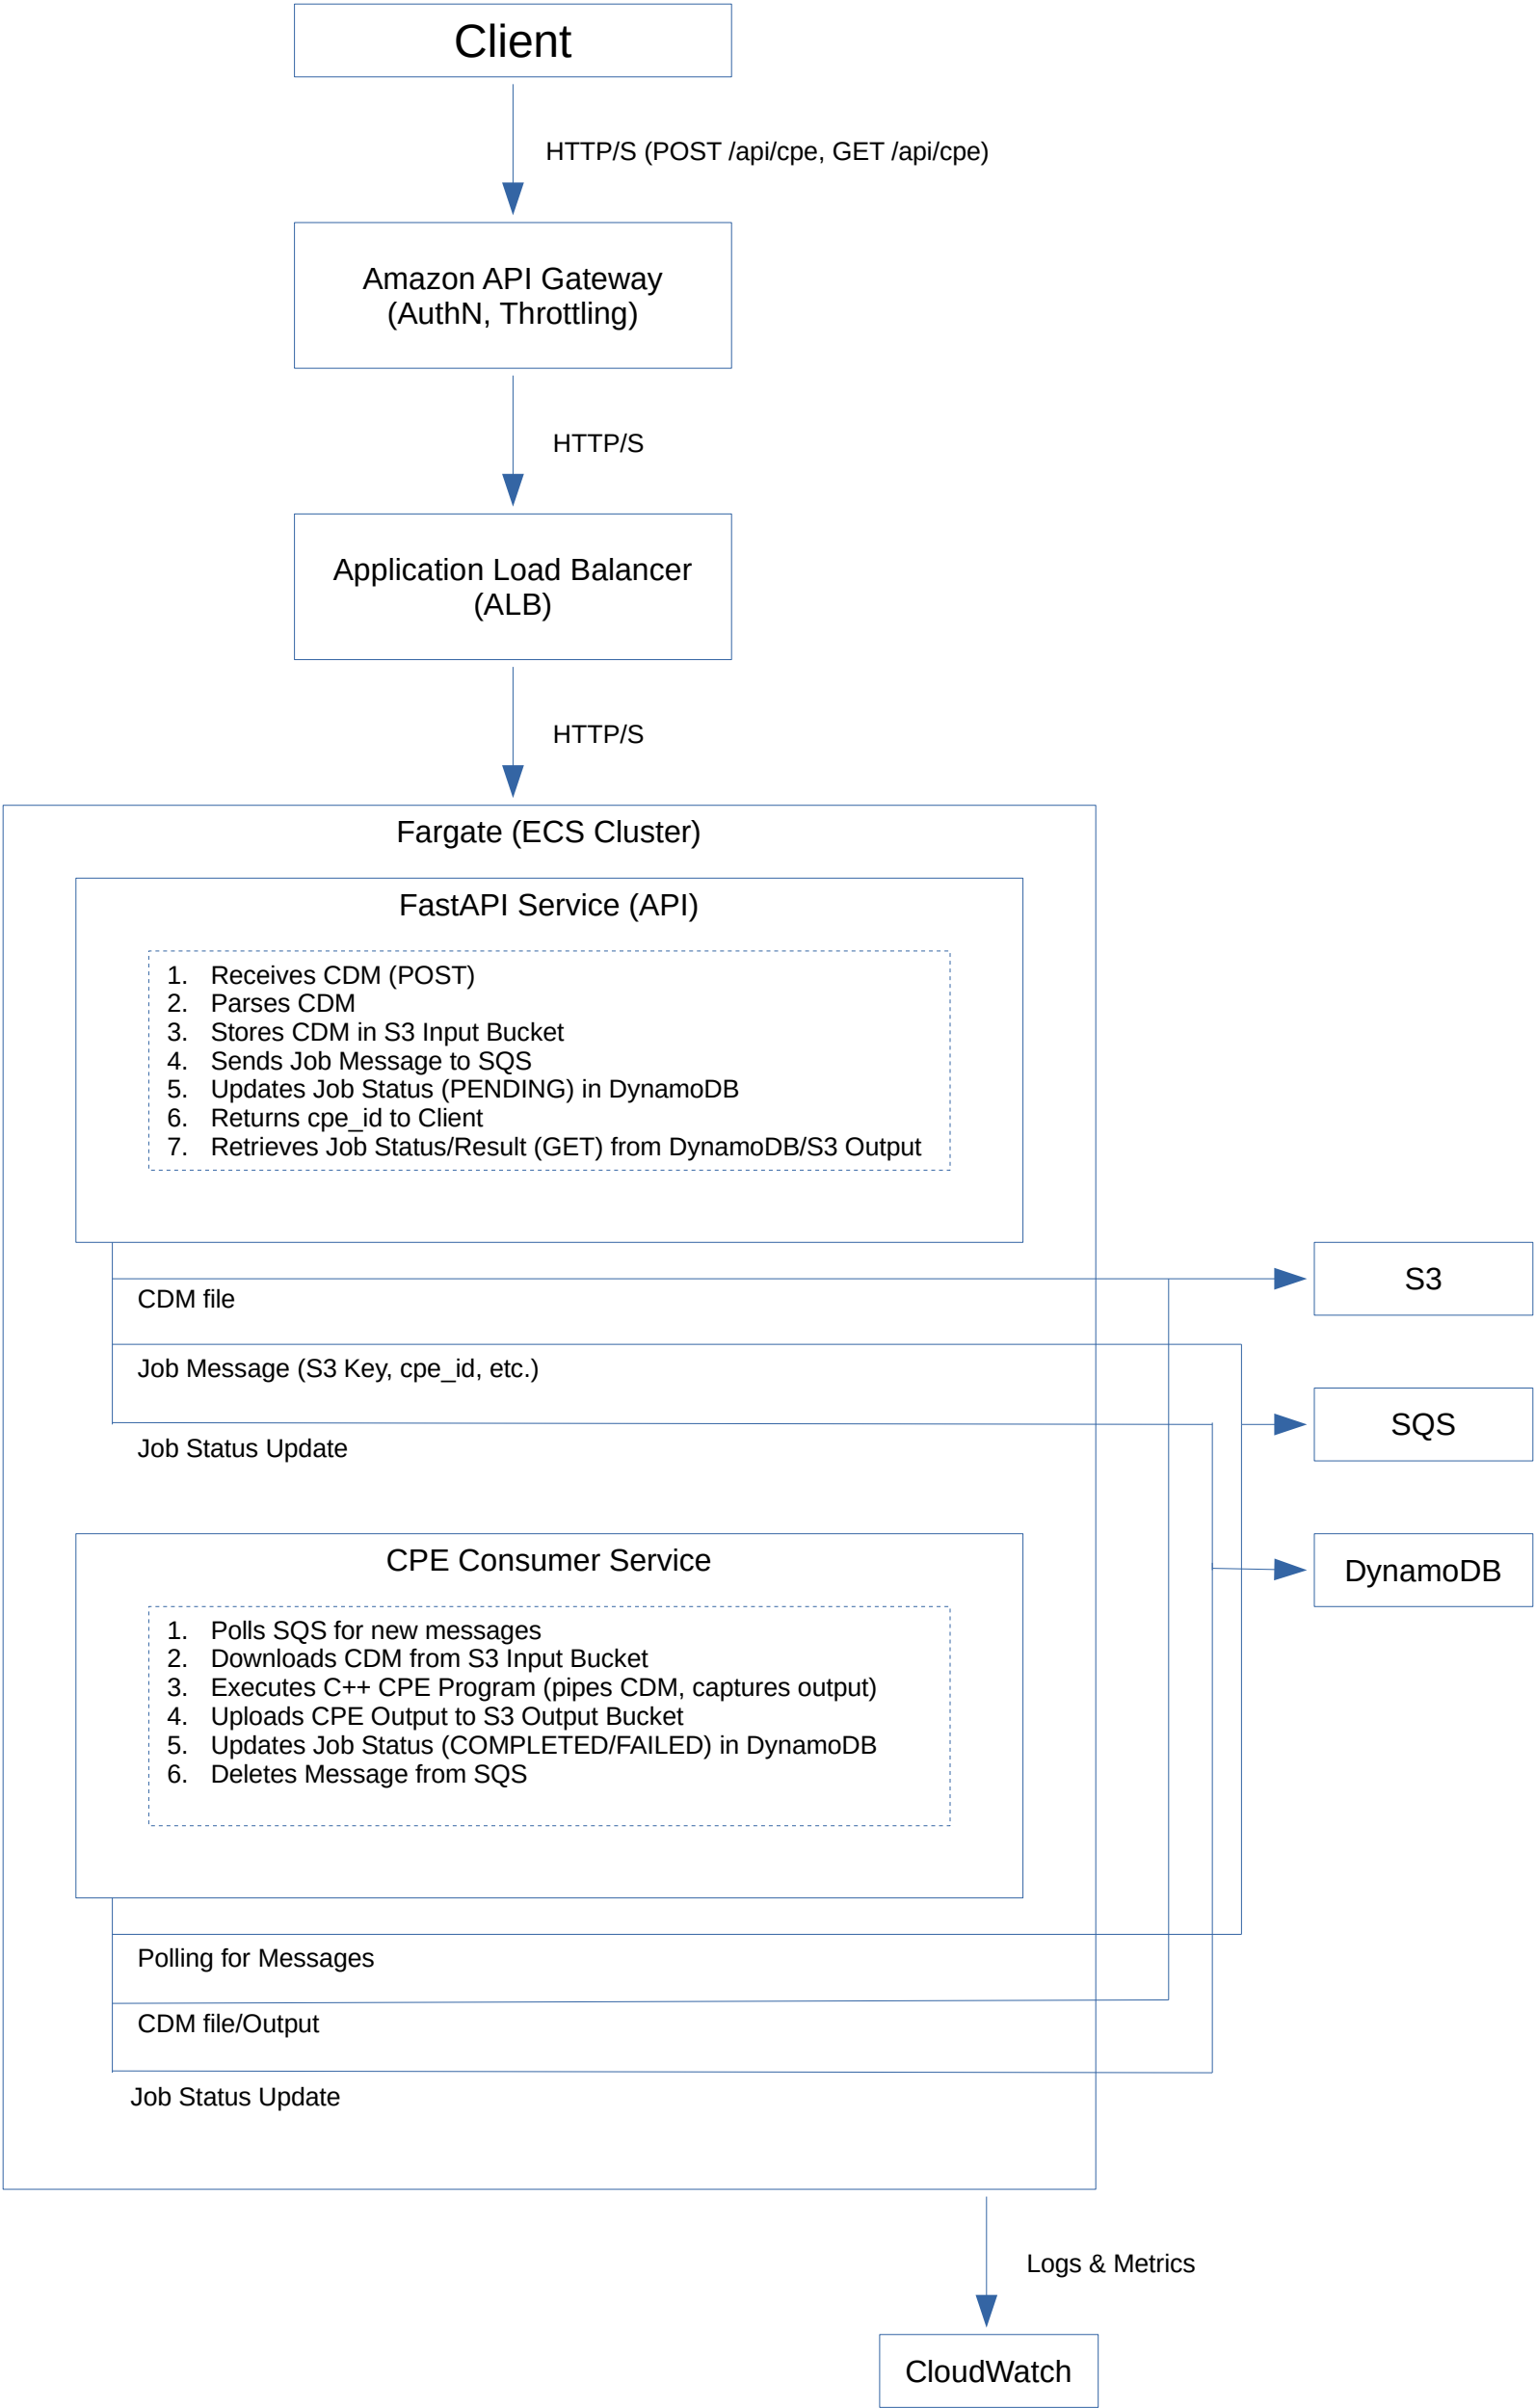 Client
HTTP/S (POST /api/cpe, GET /api/cpe)
Amazon API Gateway
(AuthN, Throttling)
HTTP/S
Application Load Balancer
(ALB)
HTTP/S
Fargate (ECS Cluster)
FastAPI Service (API)
1. Receives CDM (POST)
2. Parses CDM
3. Stores CDM in S3 Input Bucket
4. Sends Job Message to SQS
5. Updates Job Status (PENDING) in DynamoDB
6. Returns cpe_id to Client
7. Retrieves Job Status/Result (GET) from DynamoDB/S3 Output
S3
CDM file
Job Message (S3 Key, cpe_id, etc.)
SQS
Job Status Update
DynamoDB
CPE Consumer Service
1. Polls SQS for new messages
2. Downloads CDM from S3 Input Bucket
3. Executes C++ CPE Program (pipes CDM, captures output)
4. Uploads CPE Output to S3 Output Bucket
5. Updates Job Status (COMPLETED/FAILED) in DynamoDB
6. Deletes Message from SQS
Polling for Messages
CDM file/Output
Job Status Update
Logs & Metrics
CloudWatch